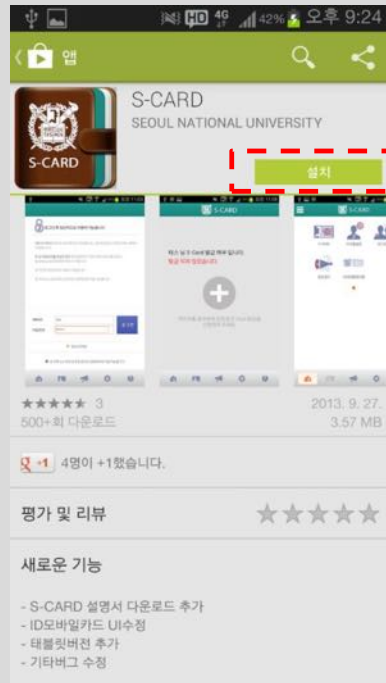 HD 4G 42% 오후 9:24
앱
S-CARD
SEOUL NATIONAL UNIVERSITY
S-CARD
설치
S-CARD
S-CARD
3
500+회 다운로드
2013. 9. 27.
3.57 MB
g +1 4명이 +1했습니다.
평가 및 리뷰
새로운 기능
- S-CARD 설명서 다운로드 추가
- ID모바일카드 UI수정
- 태블릿버전 추가
- 기타버그 수정